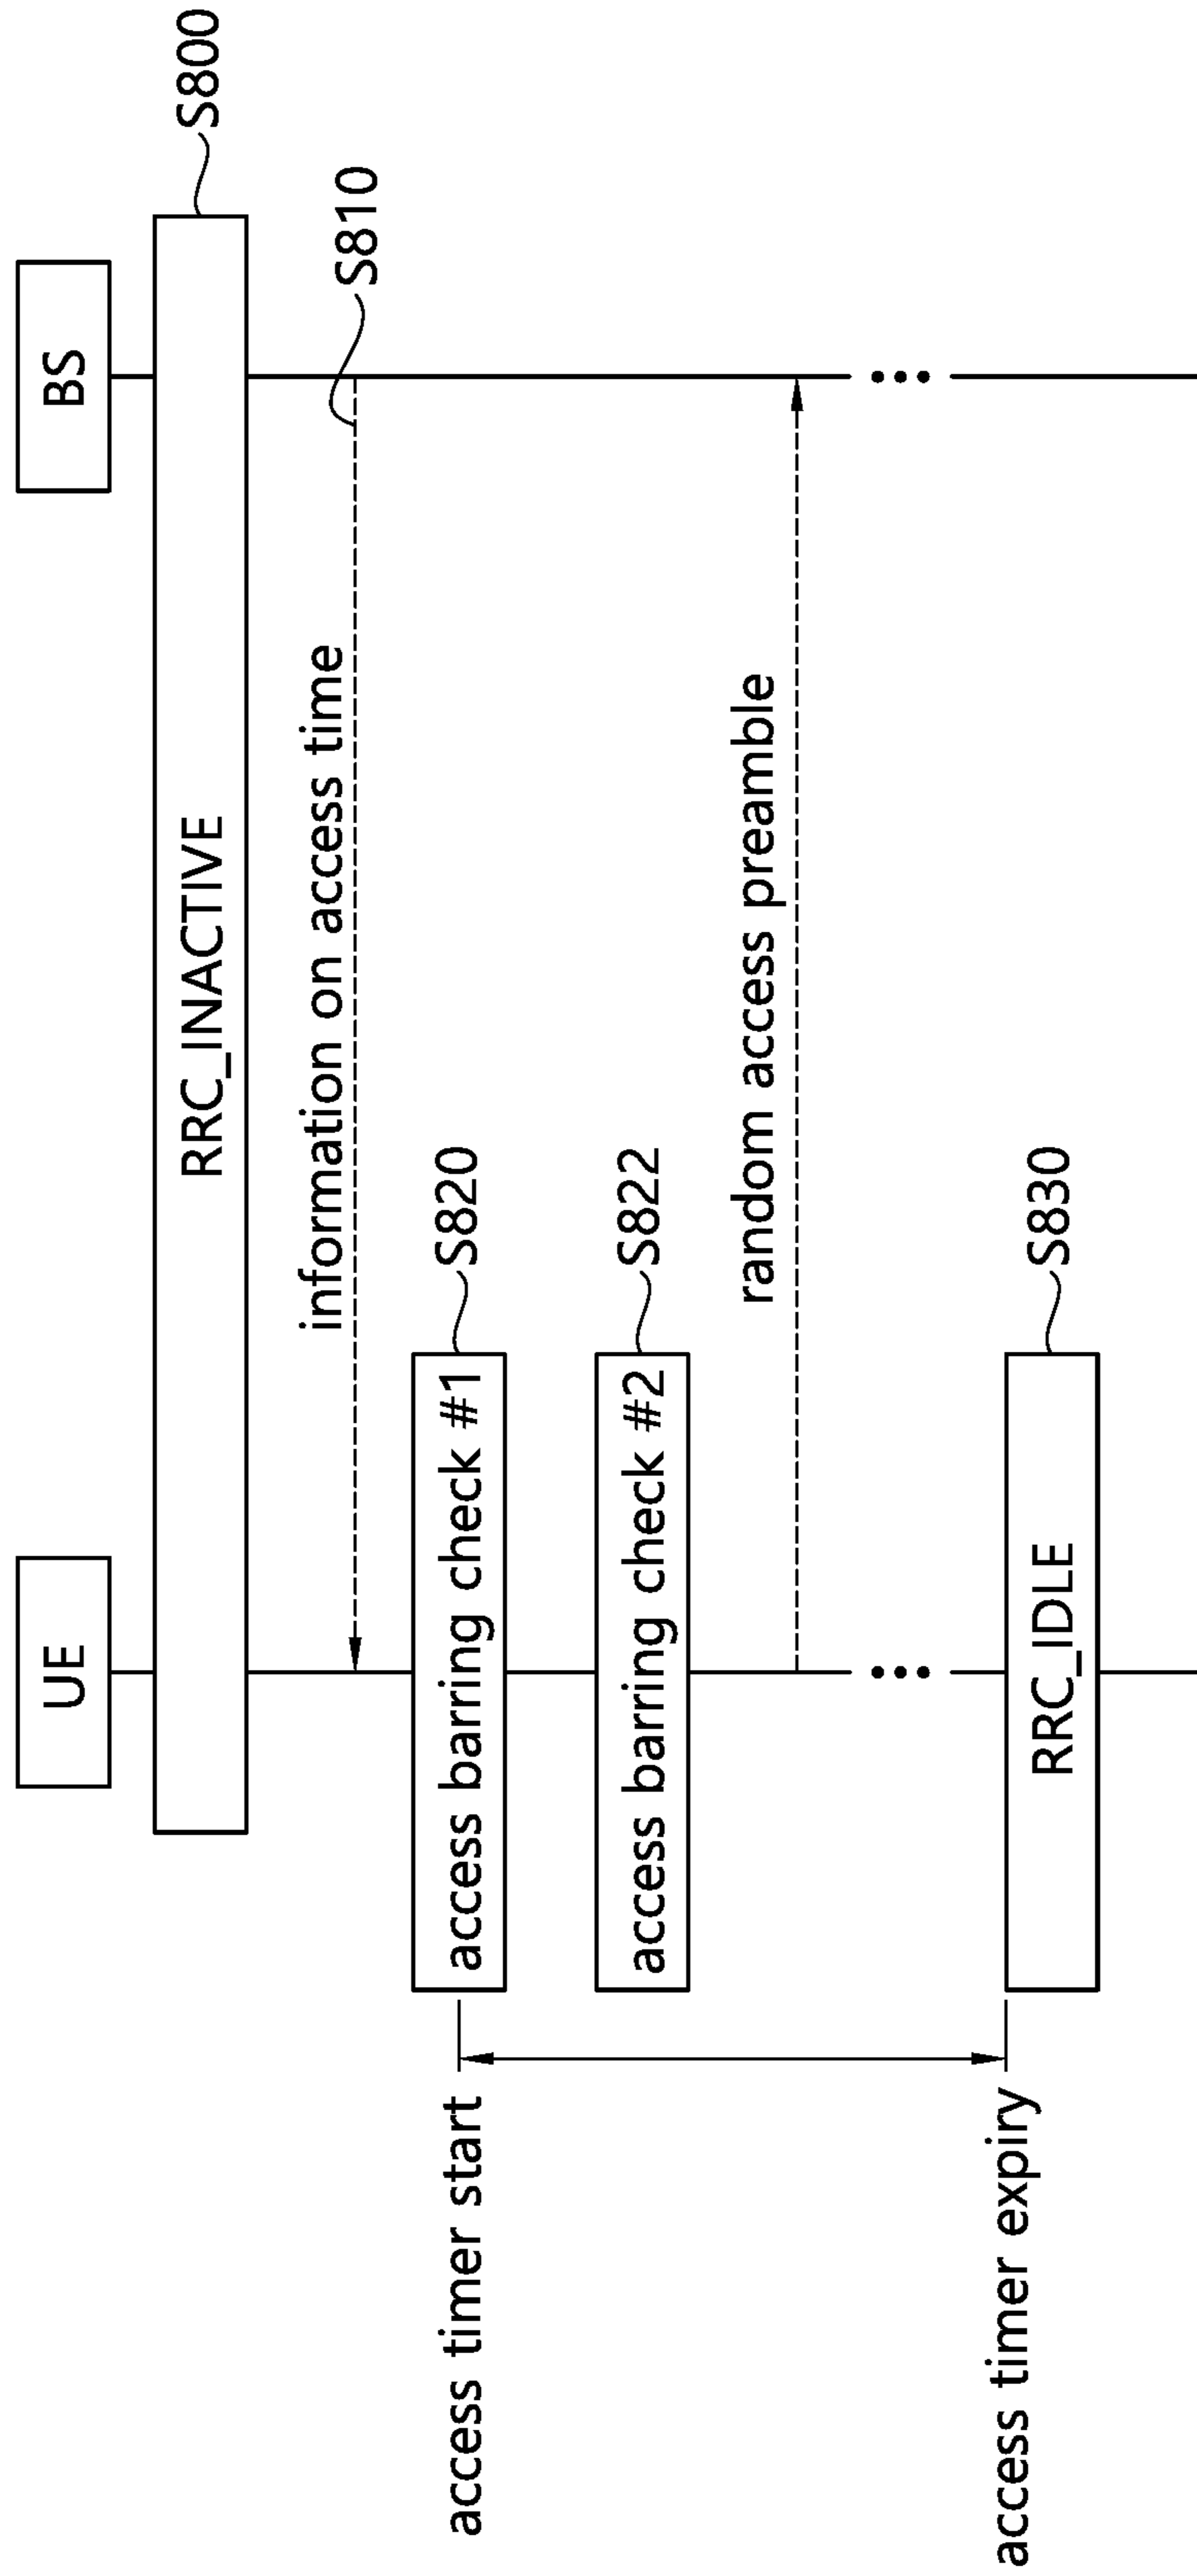 UE
BS
RRC_INACTIVE
S800
information on access time
S810
access timer start
access barring check #1
S820
access barring check #2
S822
random access preamble
access timer expiry
RRC_IDLE
S830